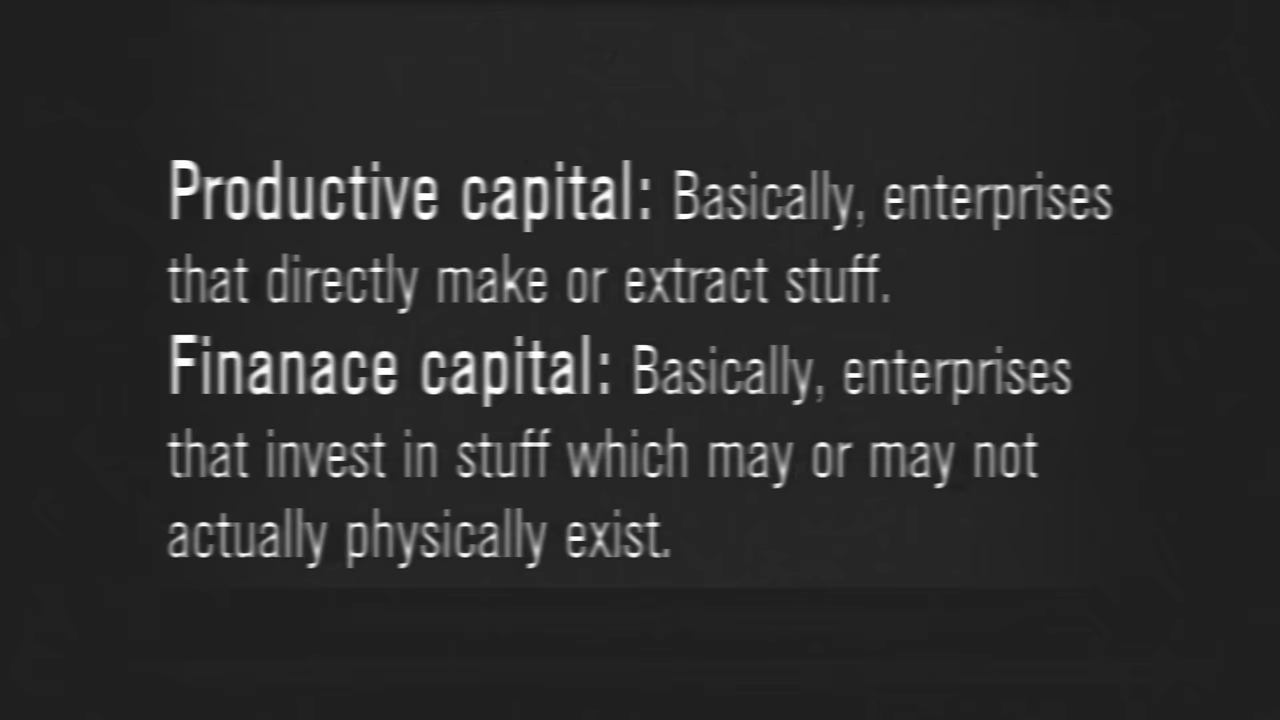 Productive capital: Basically, enterprises
that directly make or extract stuff.
Finanace capital: Basically, enterprises
that invest in stuff which may or may not
actually physically exist.